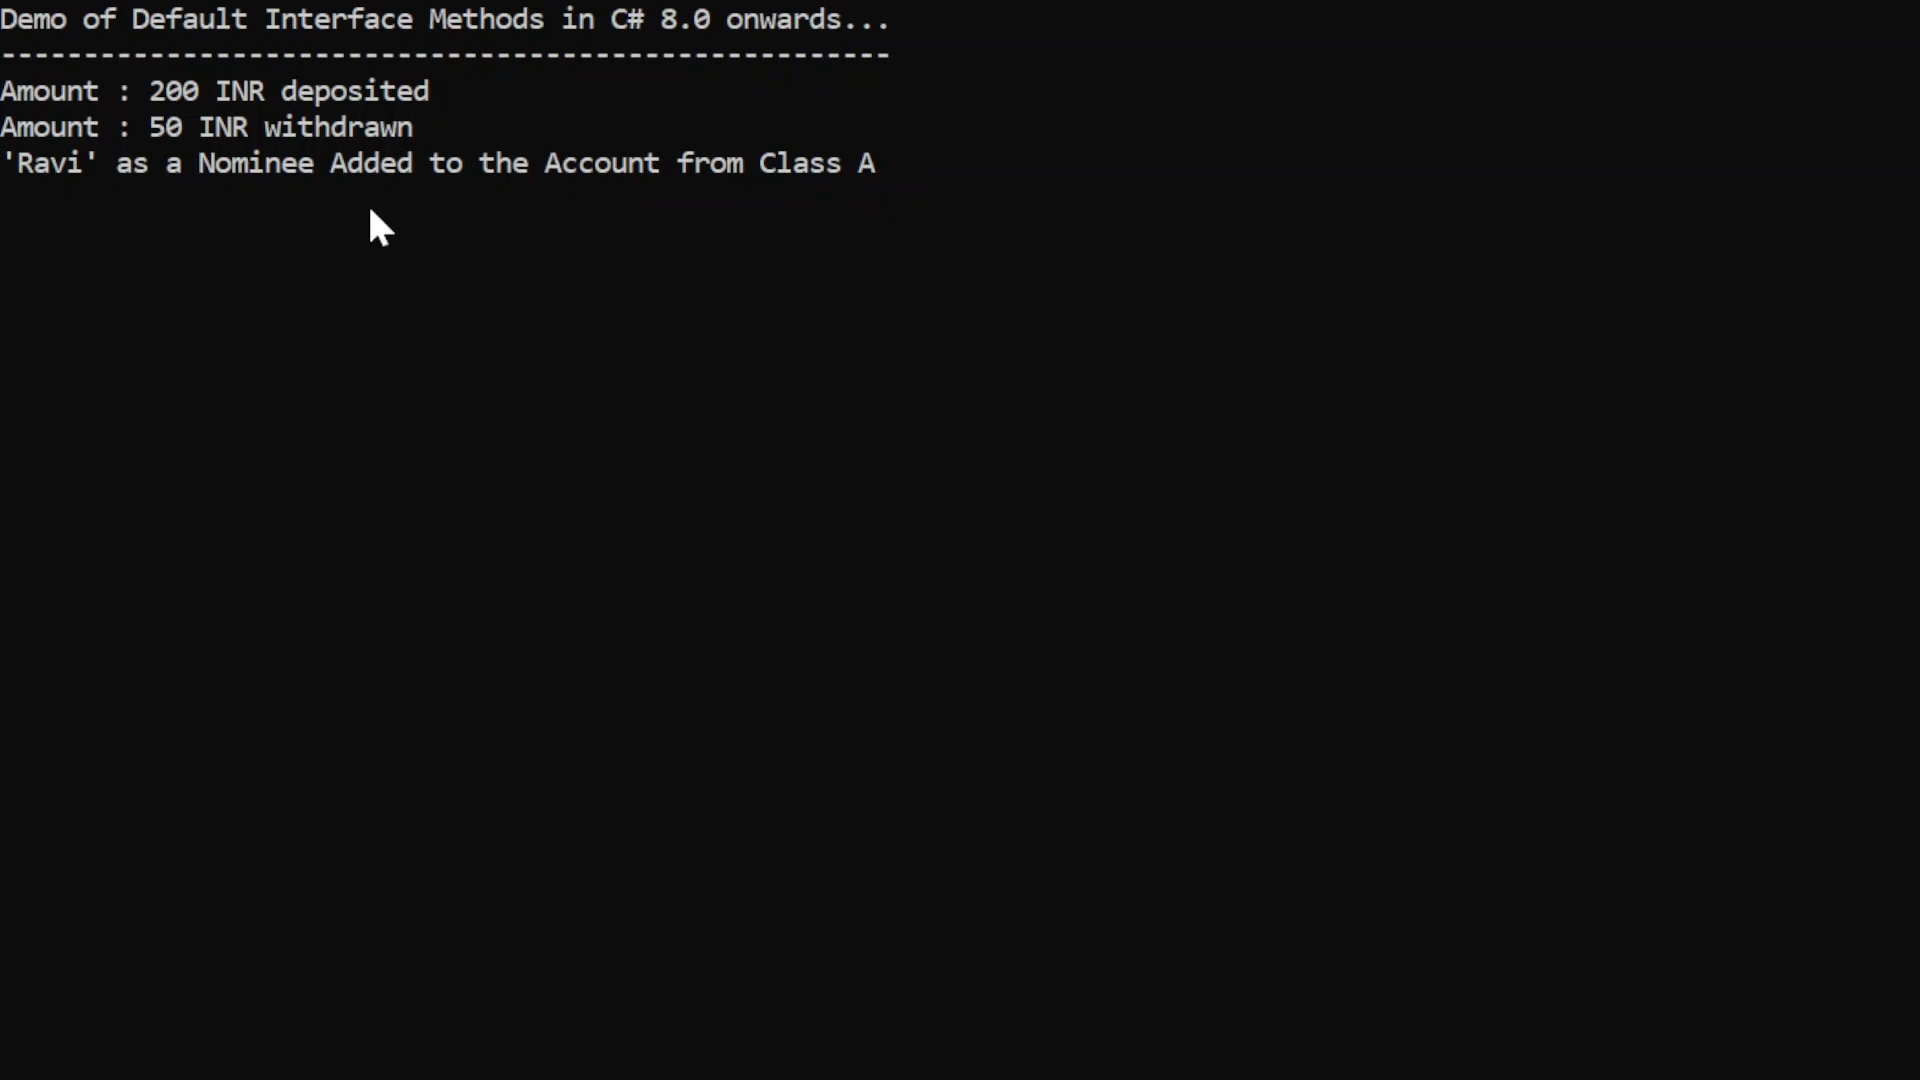 Demo of Default Interface Methods in C# 8.0 onwards...
------------------------------------------------------
Amount : 200 INR deposited
Amount : 50 INR withdrawn
'Ravi' as a Nominee Added to the Account from Class A